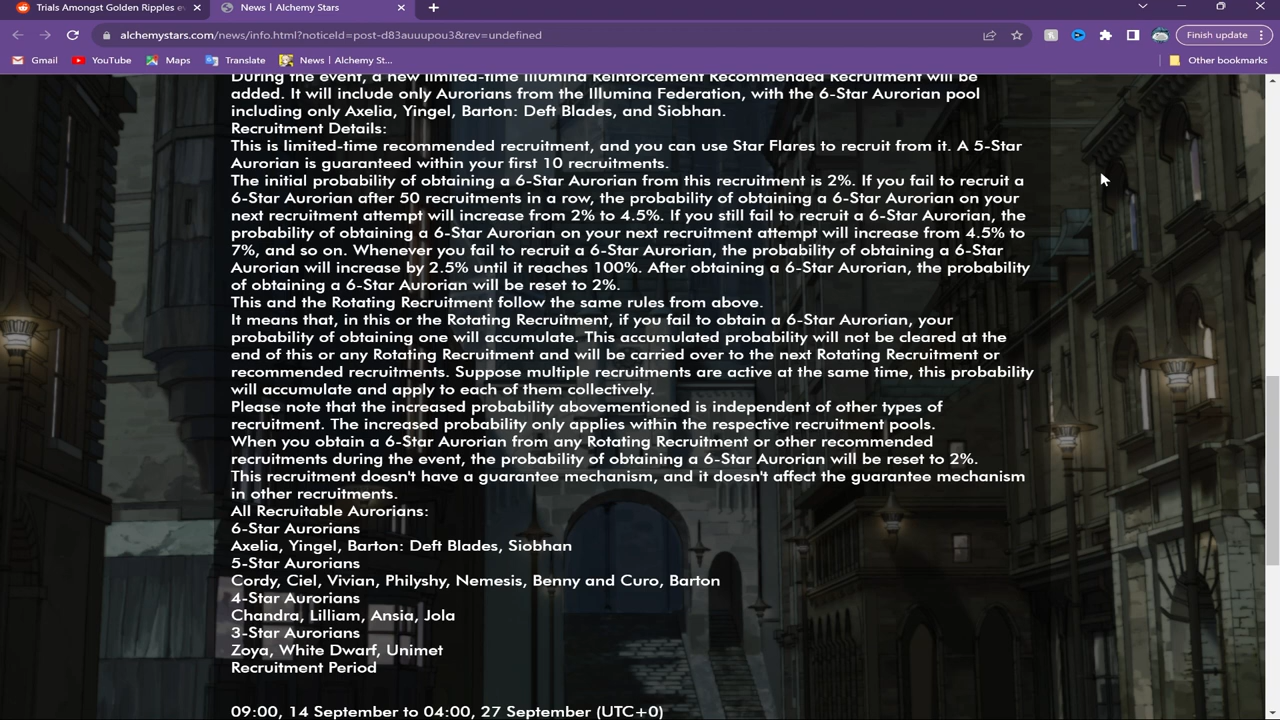 Trials Amongst Golden Ripples ev
News | Alchemy Stars
alchemystars.com/news/info.html?noticeId=post-d83auuupou3&rev=undefined
Finish update
Gmail
YouTube
Maps
Translate
News | Alchemy St...
Other bookmarks
During the event, a new limited-time Illumina Reinforcement Recommended Recruitment will be
added. It will include only Aurorians from the Illumina Federation, with the 6-Star Aurorian pool
including only Axelia, Yingel, Barton: Deft Blades, and Siobhan.
Recruitment Details:
This is limited-time recommended recruitment, and you can use Star Flares to recruit from it. A 5-Star
Aurorian is guaranteed within your first 10 recruitments.
The initial probability of obtaining a 6-Star Aurorian from this recruitment is 2%. If you fail to recruit a
6-Star Aurorian after 50 recruitments in a row, the probability of obtaining a 6-Star Aurorian on your
next recruitment attempt will increase from 2% to 4.5%. If you still fail to recruit a 6-Star Aurorian, the
probability of obtaining a 6-Star Aurorian on your next recruitment attempt will increase from 4.5% to
7%, and so on. Whenever you fail to recruit a 6-Star Aurorian, the probability of obtaining a 6-Star
Aurorian will increase by 2.5% until it reaches 100%. After obtaining a 6-Star Aurorian, the probability
of obtaining a 6-Star Aurorian will be reset to 2%.
This and the Rotating Recruitment follow the same rules from above.
It means that, in this or the Rotating Recruitment, if you fail to obtain a 6-Star Aurorian, your
probability of obtaining one will accumulate. This accumulated probability will not be cleared at the
end of this or any Rotating Recruitment and will be carried over to the next Rotating Recruitment or
recommended recruitments. Suppose multiple recruitments are active at the same time, this probability
will accumulate and apply to each of them collectively.
Please note that the increased probability abovementioned is independent of other types of
recruitment. The increased probability only applies within the respective recruitment pools.
When you obtain a 6-Star Aurorian from any Rotating Recruitment or other recommended
recruitments during the event, the probability of obtaining a 6-Star Aurorian will be reset to 2%.
This recruitment doesn't have a guarantee mechanism, and it doesn't affect the guarantee mechanism
in other recruitments.
All Recruitable Aurorians:
6-Star Aurorians
Axelia, Yingel, Barton: Deft Blades, Siobhan
5-Star Aurorians
Cordy, Ciel, Vivian, Philyshy, Nemesis, Benny and Curo, Barton
4-Star Aurorians
Chandra, Lilliam, Ansia, Jola
3-Star Aurorians
Zoya, White Dwarf, Unimet
Recruitment Period
09:00, 14 September to 04:00, 27 September (UTC+0)